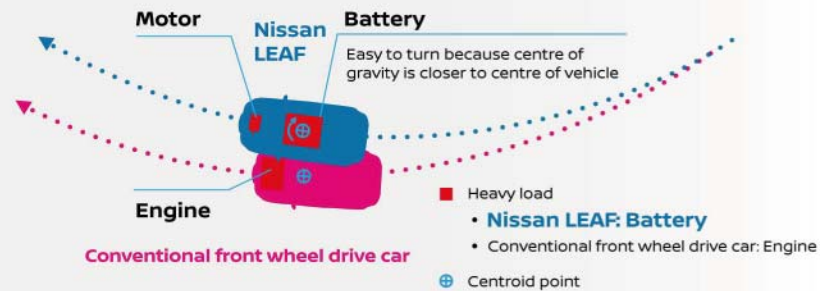 Motor
Nissan
LEAF
Battery
Easy to turn because centre of
gravity is closer to centre of vehicle
Engine
Conventional front wheel drive car
Heavy load
• Nissan LEAF: Battery
• Conventional front wheel drive car: Engine
Centroid point